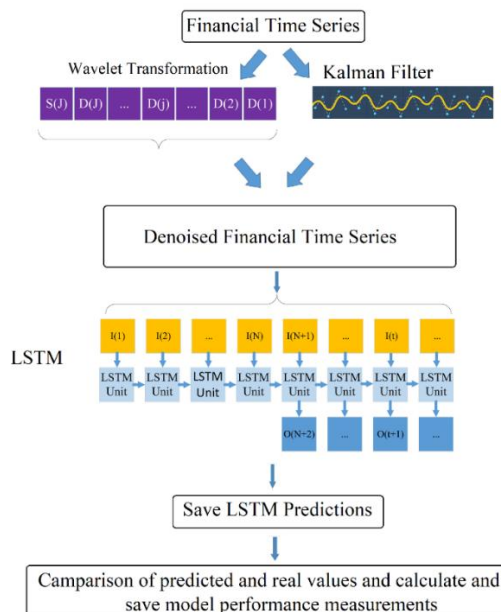 Financial Time Series
Wavelet Transformation
Kalman Filter
S(J) D(J) ... D(j) ... D(2) D(1)
Denoised Financial Time Series
I(1) I(2) ... I(N) I(N+1) ... I(t) ...
LSTM
LSTM Unit LSTM Unit LSTM Unit LSTM Unit LSTM Unit LSTM Unit LSTM Unit LSTM Unit
O(N+2) ... O(t+1) ...
Save LSTM Predictions
Camparison of predicted and real values and calculate and
save model performance measurements